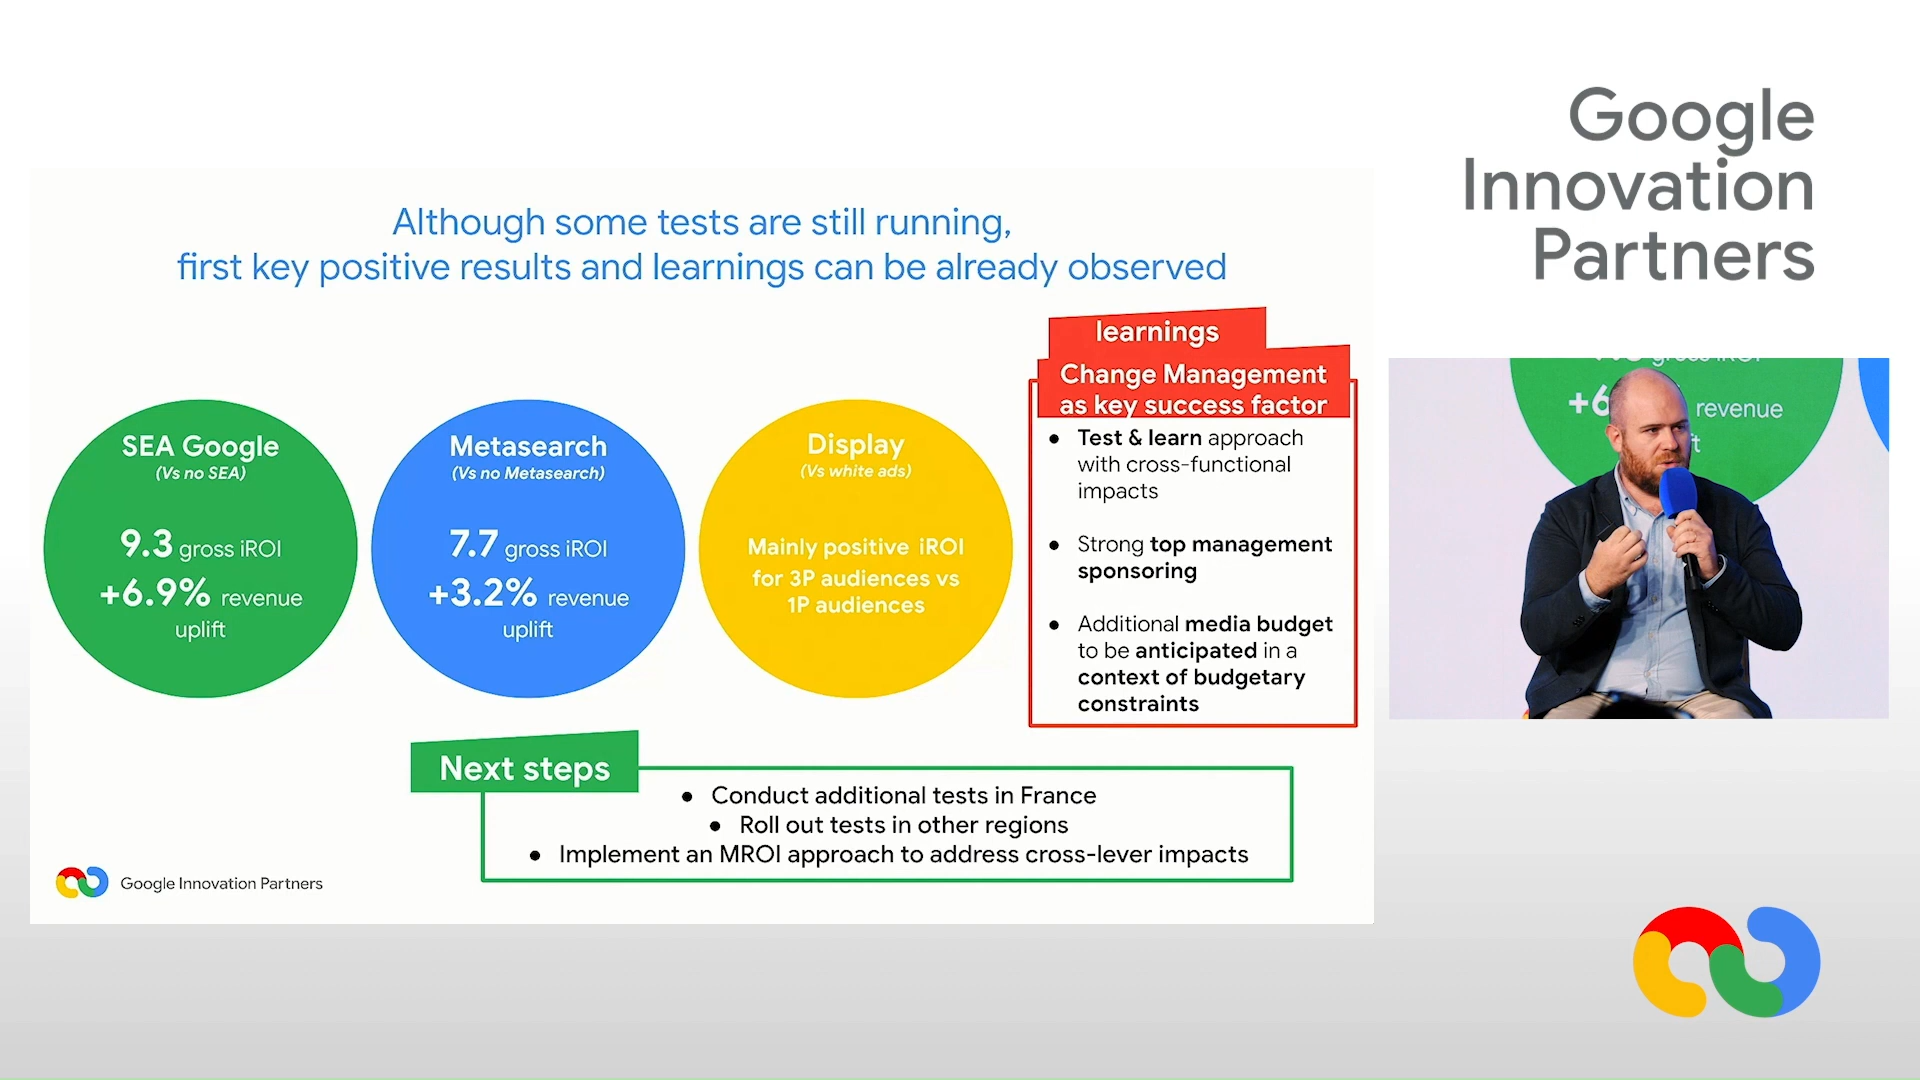 Google
Innovation
Partners
Although some tests are still running,
first key positive results and learnings can be already observed
SEA Google
(Vs no SEA)
9.3 gross iROI
+6.9% revenue
uplift
Metasearch
(Vs no Metasearch)
7.7 gross iROI
+3.2% revenue
uplift
Display
(Vs white ads)
Mainly positive iROI
for 3P audiences vs
1P audiences
learnings
Change Management
as key success factor
● Test & learn approach
with cross-functional
impacts
● Strong top management
sponsoring
● Additional media budget
to be anticipated in a
context of budgetary
constraints
Next steps
● Conduct additional tests in France
● Roll out tests in other regions
● Implement an MROI approach to address cross-lever impacts
Google Innovation Partners
+6 revenue